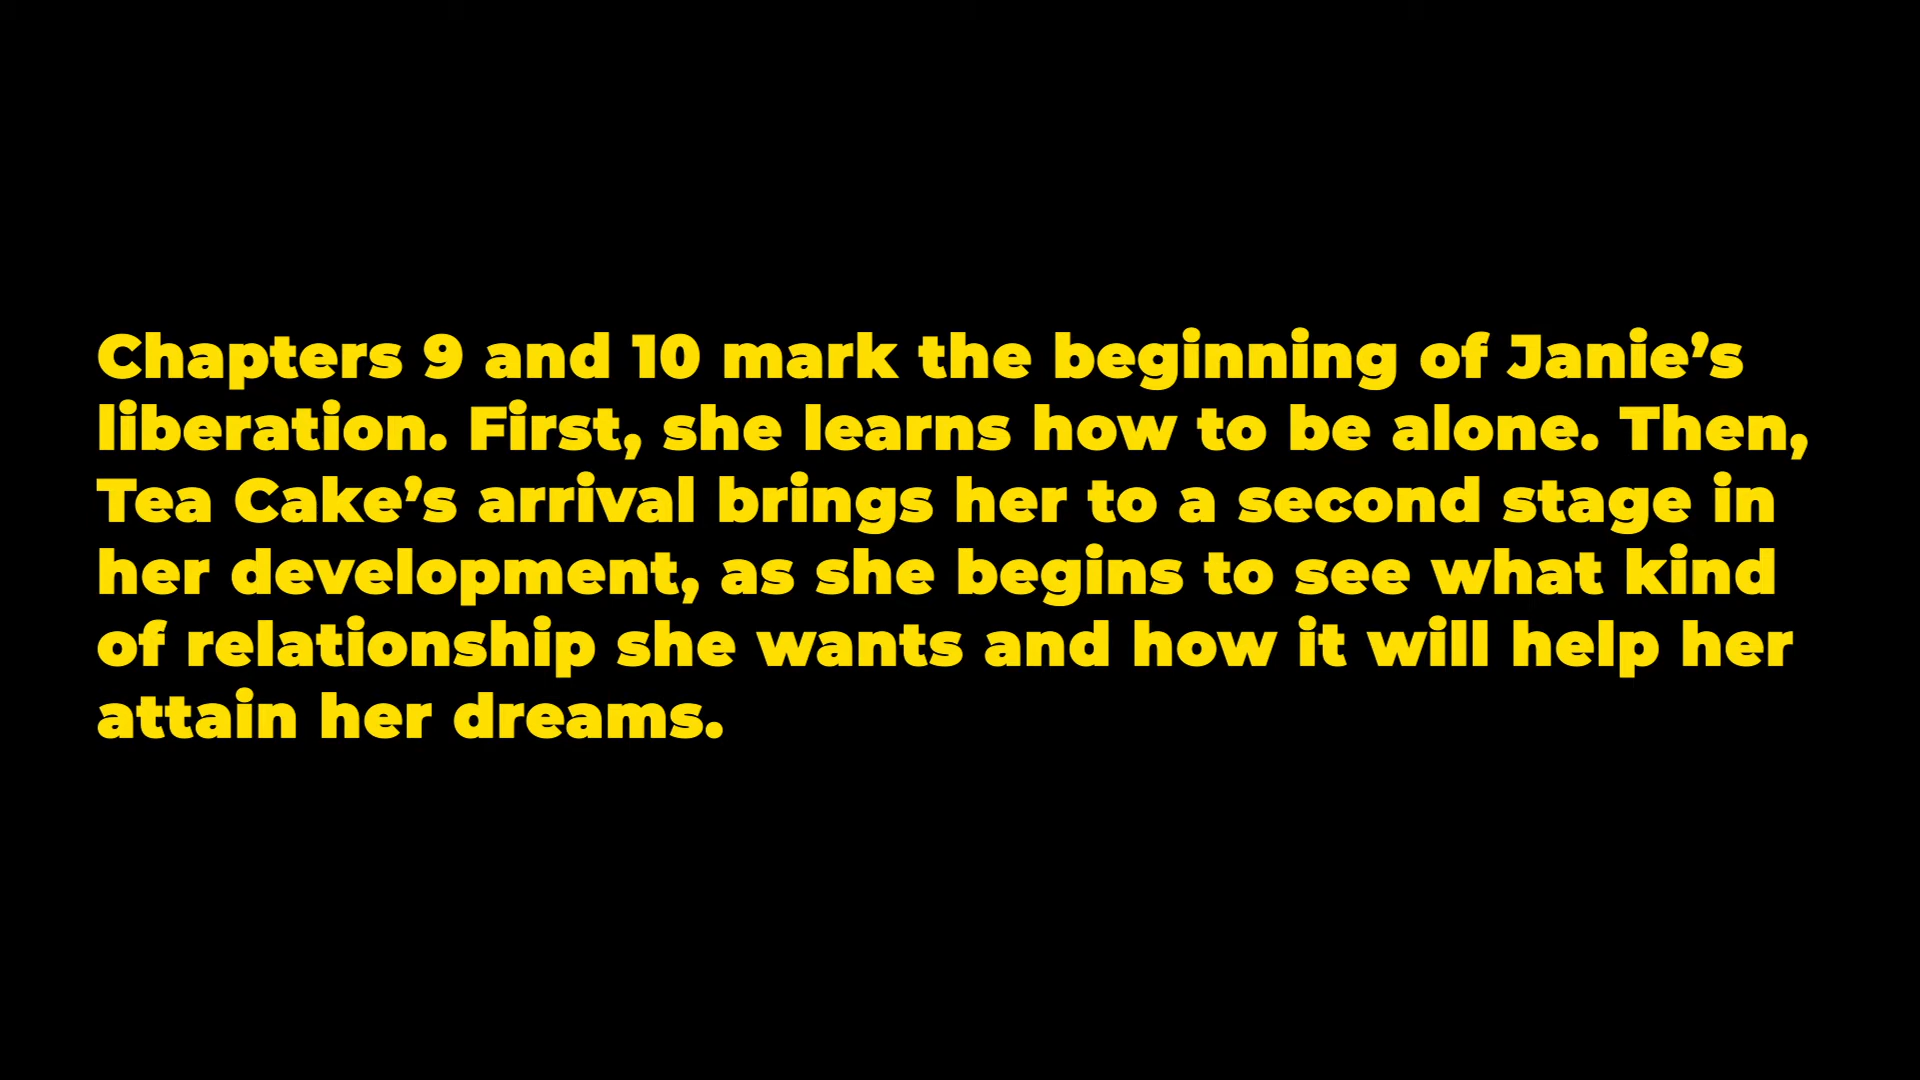 Chapters 9 and 10 mark the beginning of Janie’s
liberation. First, she learns how to be alone. Then,
Tea Cake’s arrival brings her to a second stage in
her development, as she begins to see what kind
of relationship she wants and how it will help her
attain her dreams.